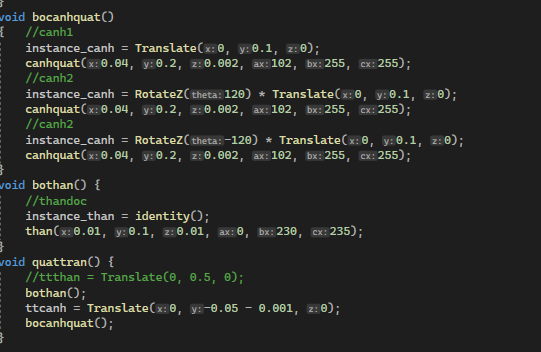 }
void bocanhquat()
{ //canh1
instance_canh = Translate(x:0, y:0.1, z:0);
canhquat(x:0.04, y:0.2, z:0.002, ax:102, bx:255, cx:255);
//canh2
instance_canh = RotateZ(theta:120) * Translate(x:0, y:0.1, z:0);
canhquat(x:0.04, y:0.2, z:0.002, ax:102, bx:255, cx:255);
//canh2
instance_canh = RotateZ(theta:-120) * Translate(x:0, y:0.1, z:0);
canhquat(x:0.04, y:0.2, z:0.002, ax:102, bx:255, cx:255);
}
void bothan() {
//thandoc
instance_than = identity();
than(x:0.01, y:0.1, z:0.01, ax:0, bx:230, cx:235);
}
void quattran() {
//ttthan = Translate(0, 0.5, 0);
bothan();
ttcanh = Translate(x:0, y:-0.05 - 0.001, z:0);
bocanhquat();
}